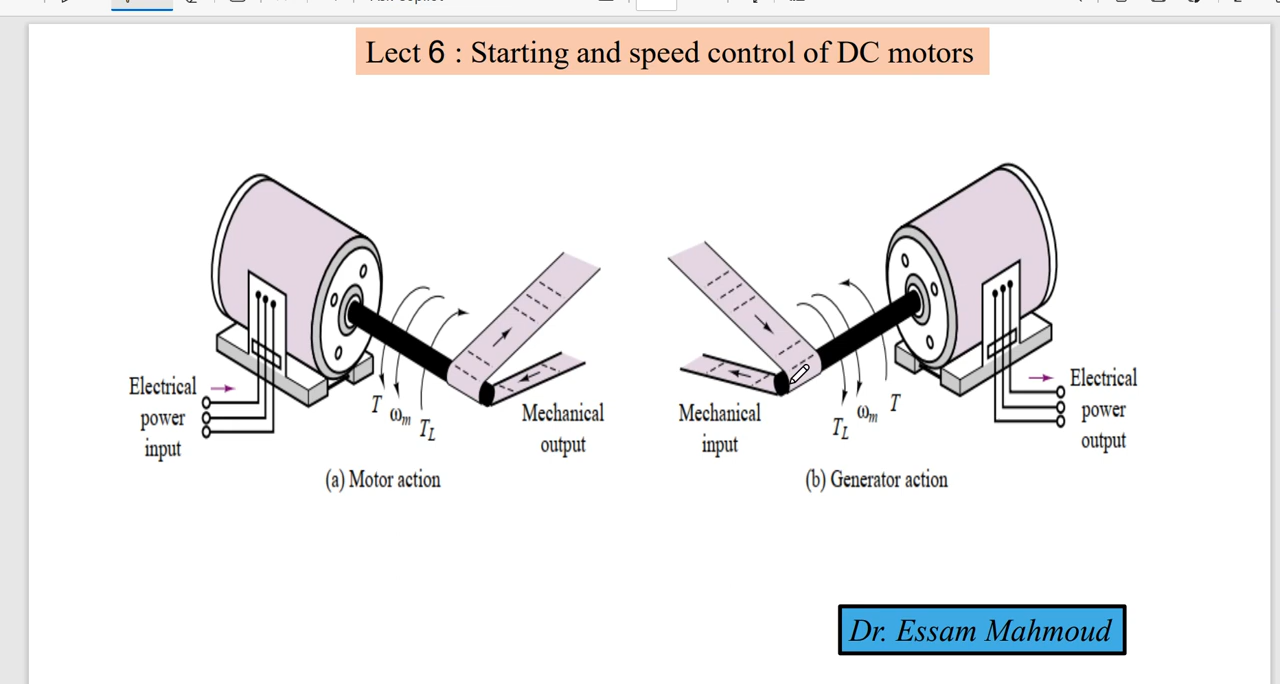 Lect 6 : Starting and speed control of DC motors
Electrical
power
input
T
ωm
TL
Mechanical
output
(a) Motor action
Mechanical
input
TL
ωm
T
Electrical
power
output
(b) Generator action
Dr. Essam Mahmoud